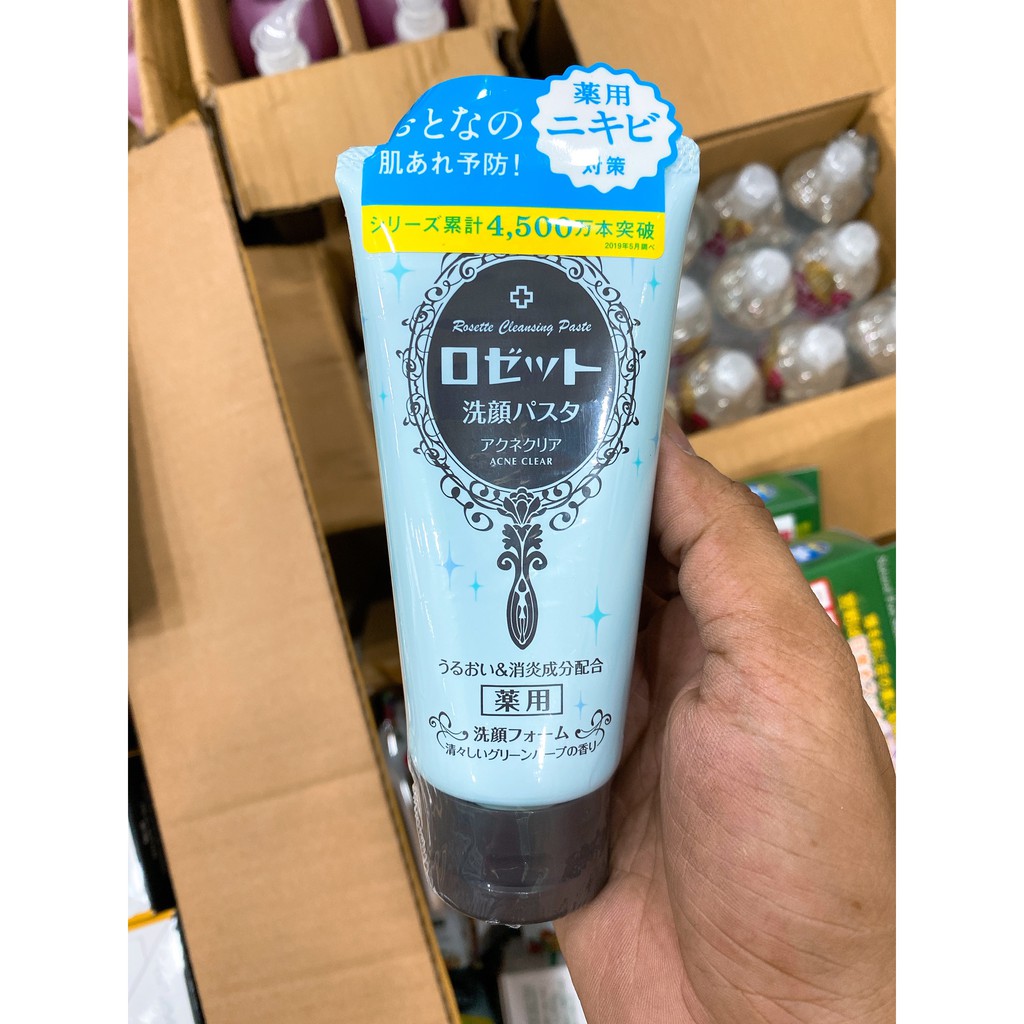 おとなの
肌あれ予防！
薬用
ニキビ
対策
シリーズ累計4,500万本突破
2019年5月調べ
Rosette Cleansing Paste
ロゼット
洗顔パスタ
アクネクリア
ACNE CLEAR
うるおい&消炎成分配合
薬用
洗顔フォーム
清々しいグリーンハーブの香り